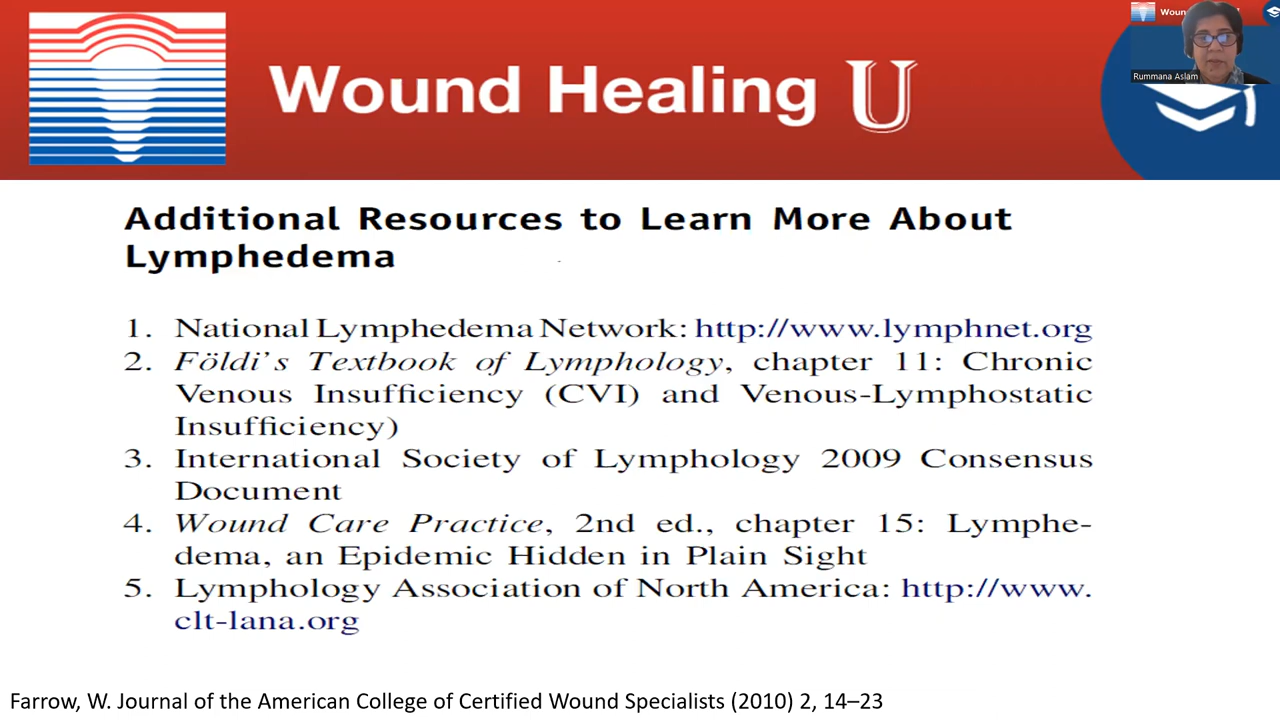 Wound Healing U
Woun
Rummana Aslam
Additional Resources to Learn More About
Lymphedema
1. National Lymphedema Network: http://www.lymphnet.org
2. Földi's Textbook of Lymphology, chapter 11: Chronic
Venous Insufficiency (CVI) and Venous-Lymphostatic
Insufficiency)
3. International Society of Lymphology 2009 Consensus
Document
4. Wound Care Practice, 2nd ed., chapter 15: Lymphe-
dema, an Epidemic Hidden in Plain Sight
5. Lymphology Association of North America: http://www.
clt-lana.org
Farrow, W. Journal of the American College of Certified Wound Specialists (2010) 2, 14–23